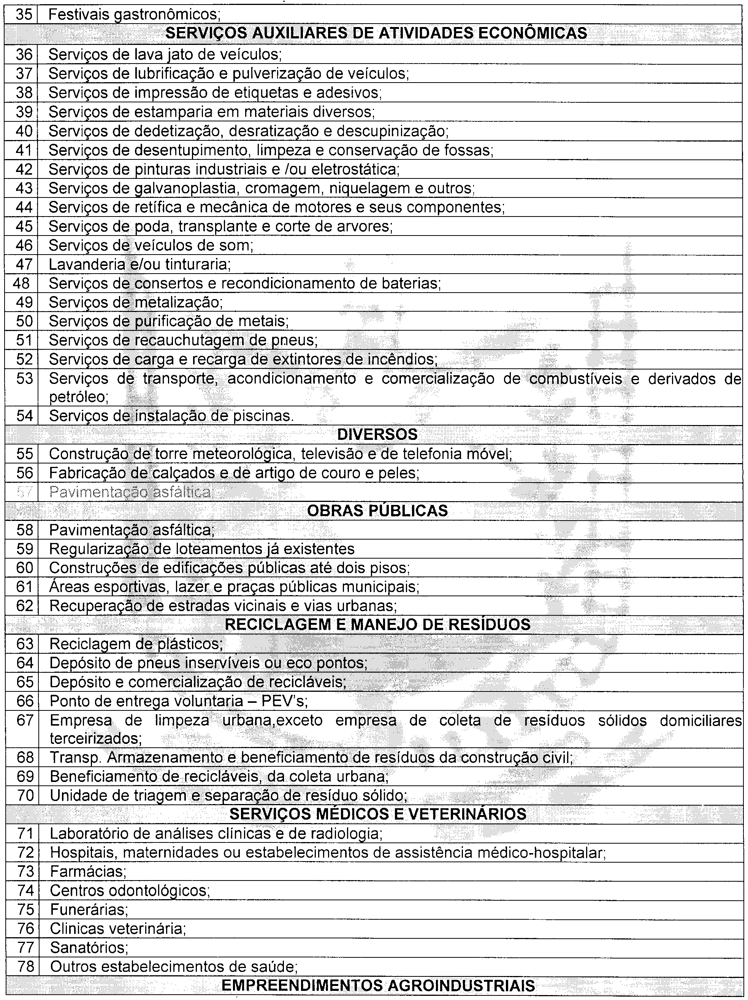 35 Festivais gastronômicos;
SERVIÇOS AUXILIARES DE ATIVIDADES ECONÔMICAS
36 Serviços de lava jato de veículos;
37 Serviços de lubrificação e pulverização de veículos;
38 Serviços de impressão de etiquetas e adesivos;
39 Serviços de estamparia em materiais diversos;
40 Serviços de dedetização, desratização e descupinização;
41 Serviços de desentupimento, limpeza e conservação de fossas;
42 Serviços de pinturas industriais e /ou eletrostática;
43 Serviços de galvanoplastia, cromagem, niquelagem e outros;
44 Serviços de retífica e mecânica de motores e seus componentes;
45 Serviços de poda, transplante e corte de arvores;
46 Serviços de veículos de som;
47 Lavanderia e/ou tinturaria;
48 Serviços de consertos e recondicionamento de baterias;
49 Serviços de metalização;
50 Serviços de purificação de metais;
51 Serviços de recauchutagem de pneus;
52 Serviços de carga e recarga de extintores de incêndios;
53 Serviços de transporte, acondicionamento e comercialização de combustíveis e derivados de
petróleo;
54 Serviços de instalação de piscinas.
DIVERSOS
55 Construção de torre meteorológica, televisão e de telefonia móvel;
56 Fabricação de calçados e de artigo de couro e peles;
57 Pavimentação asfáltica;
OBRAS PÚBLICAS
58 Pavimentação asfáltica;
59 Regularização de loteamentos já existentes
60 Construções de edificações públicas até dois pisos;
61 Áreas esportivas, lazer e praças públicas municipais;
62 Recuperação de estradas vicinais e vias urbanas;
RECICLAGEM E MANEJO DE RESÍDUOS
63 Reciclagem de plásticos;
64 Depósito de pneus inservíveis ou eco pontos;
65 Depósito e comercialização de recicláveis;
66 Ponto de entrega voluntaria – PEV's;
67 Empresa de limpeza urbana,exceto empresa de coleta de resíduos sólidos domiciliares
terceirizados;
68 Transp. Armazenamento e beneficiamento de resíduos da construção civil;
69 Beneficiamento de recicláveis, da coleta urbana;
70 Unidade de triagem e separação de resíduo sólido;
SERVIÇOS MÉDICOS E VETERINÁRIOS
71 Laboratório de análises clínicas e de radiologia;
72 Hospitais, maternidades ou estabelecimentos de assistência médico-hospitalar;
73 Farmácias;
74 Centros odontológicos;
75 Funerárias;
76 Clinicas veterinária;
77 Sanatórios;
78 Outros estabelecimentos de saúde;
EMPREENDIMENTOS AGROINDUSTRIAIS